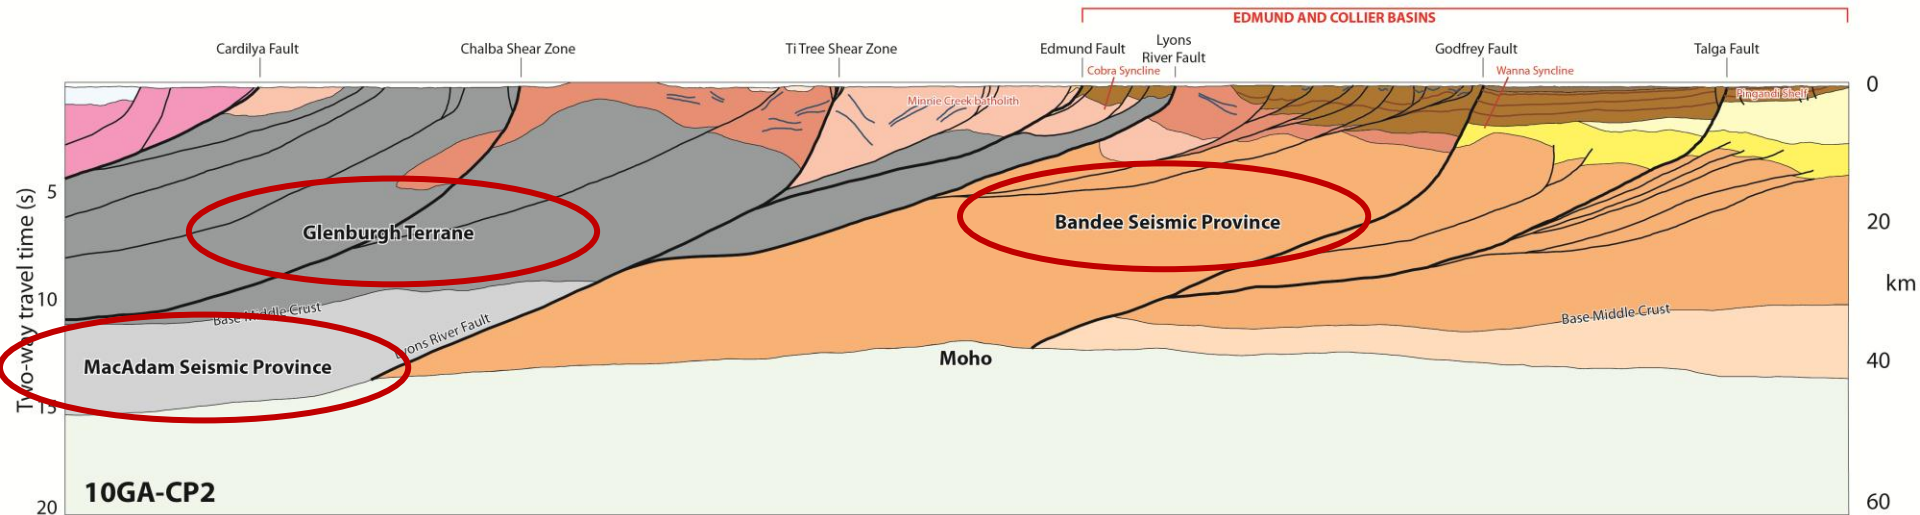 EDMUND AND COLLIER BASINS
Cardilya Fault
Chalba Shear Zone
Ti Tree Shear Zone
Edmund Fault
Lyons
River Fault
Godfrey Fault
Talga Fault
Cobra Syncline
Wanna Syncline
0
0
Minnie Creek batholith
Pingandi Shelf
5
20
Glenburgh Terrane
Bandee Seismic Province
Two-way travel time (s)
km
10
Base Middle Crust
Base Middle Crust
Lyons River Fault
MacAdam Seismic Province
Moho
40
15
10GA-CP2
20
60